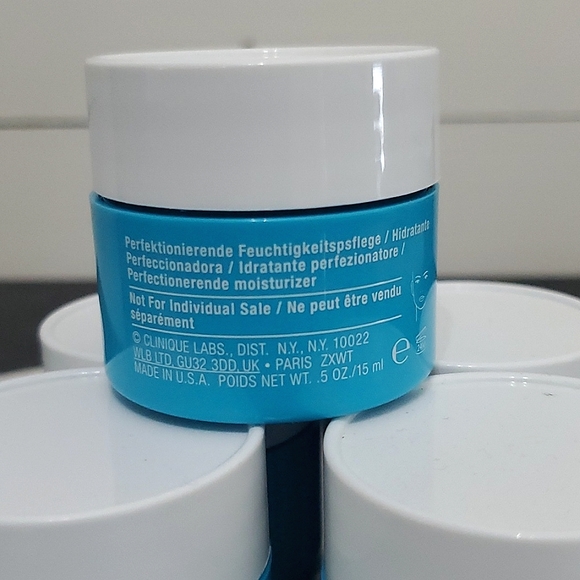 Perfektionierende Feuchtigkeitspsflege / Hidratante
Perfeccionadora / Idratante perfezionatore /
Perfectionerende moisturizer
Not For Individual Sale / Ne peut être vendu
séparément
© CLINIQUE LABS., DIST. N.Y., N.Y. 10022
WLB LTD, GU32 3DD, UK • PARIS ZXWT
MADE IN U.S.A. POIDS NET WT. .5 OZ./15 ml ℮